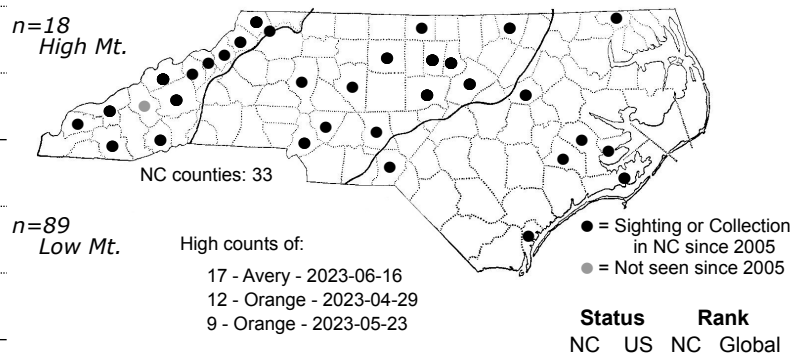 n=18
High Mt.
NC counties: 33
n=89
Low Mt.
High counts of:
17 - Avery - 2023-06-16
12 - Orange - 2023-04-29
9 - Orange - 2023-05-23
= Sighting or Collection
in NC since 2005
= Not seen since 2005
Status Rank
NC US NC Global